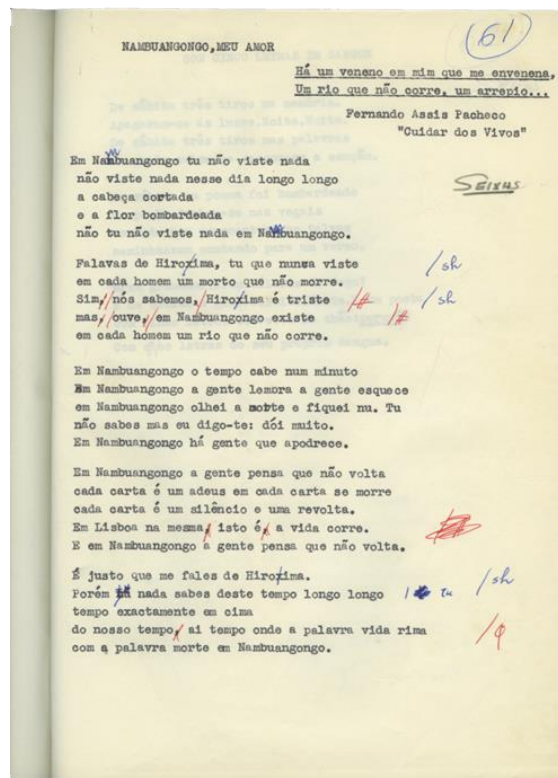 (61)
NAMBUANGONGO,MEU AMOR
Há um veneno em mim que me envenena,
Um rio que não corre, um arrepio...
Fernando Assis Pacheco
"Cuidar dos Vivos"
Em Nambuangongo tu não viste nada
não viste nada nesse dia longo longo
a cabeça cortada
e a flor bombardeada
não tu não viste nada em Nambuangongo.
SEIXAS
Falavas de Hiroxima, tu que nunca viste /sh
em cada homem um morto que não morre.
Sim, nós sabemos, Hiroxima é triste /# /sh
mas, ouve, em Nambuangongo existe /#
em cada homem um rio que não corre.
Em Nambuangongo o tempo cabe num minuto
Em Nambuangongo a gente lemora a gente esquece
em Nambuangongo olhei a morte e fiquei nu. Tu
não sabes mas eu digo-te: dói muito.
Em Nambuangongo há gente que apodrece.
Em Nambuangongo a gente pensa que não volta
cada carta é um adeus em cada carta se morre
cada carta é um silêncio e uma revolta.
Em Lisboa na mesma, isto é, a vida corre.
E em Nambuangongo a gente pensa que não volta.
É justo que me fales de Hiroxima. /sh
Porém nada sabes deste tempo longo longo / tu
tempo exactamente em cima
do nosso tempo, ai tempo onde a palavra vida rima
com a palavra morte em Nambuangongo.